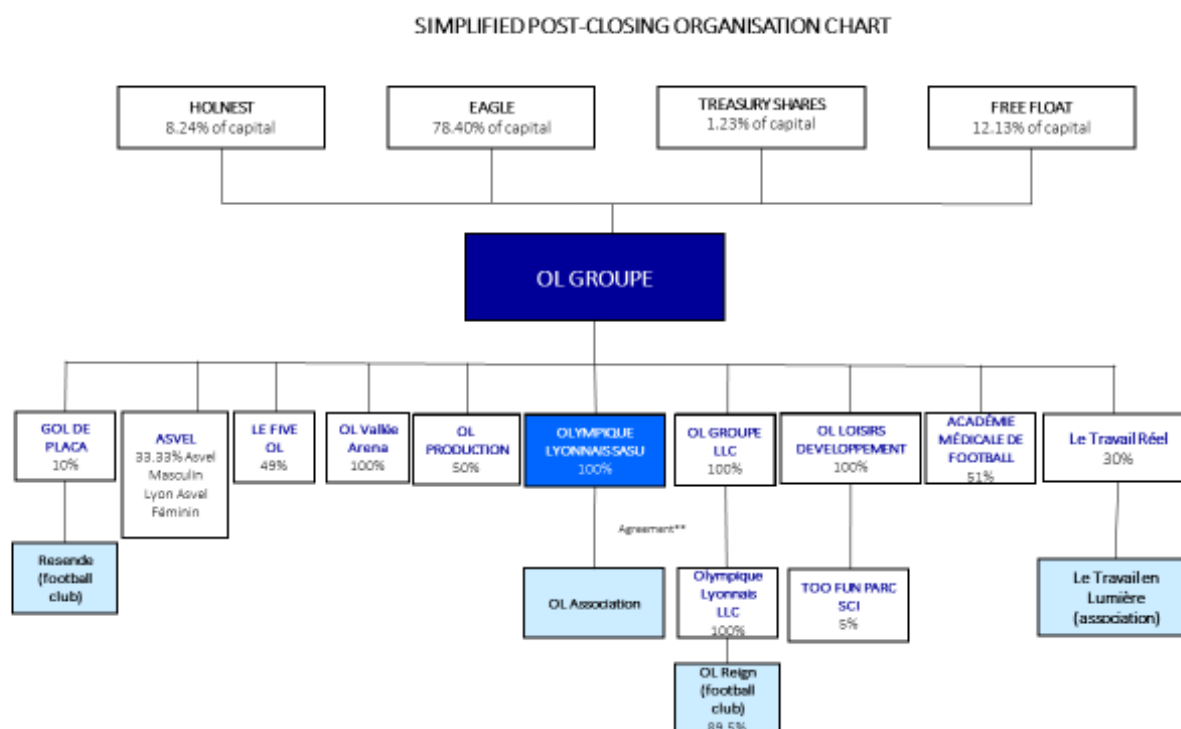 SIMPLIFIED POST-CLOSING ORGANISATION CHART
HOLNEST
8.24% of capital
EAGLE
78.40% of capital
TREASURY SHARES
1.23% of capital
FREE FLOAT
12.13% of capital
OL GROUPE
GOL DE
PLACA
10%
ASVEL
33.33% Asvel
Masculin
Lyon Asvel
Féminin
LE FIVE
OL
49%
OL Vallée
Arena
100%
OL
PRODUCTION
50%
OLYMPIQUE
LYONNAIS SASU
100%
OL GROUPE
LLC
100%
OL LOISIRS
DEVELOPPEMENT
100%
ACADÉMIE
MÉDICALE DE
FOOTBALL
51%
Le Travail Réel
30%
Agreement**
Resende
(football
club)
OL Association
Olympique
Lyonnais
LLC
100%
TOO FUN PARC
SCI
5%
Le Travail en
Lumière
(association)
OL Reign
(football
club)
89.5%